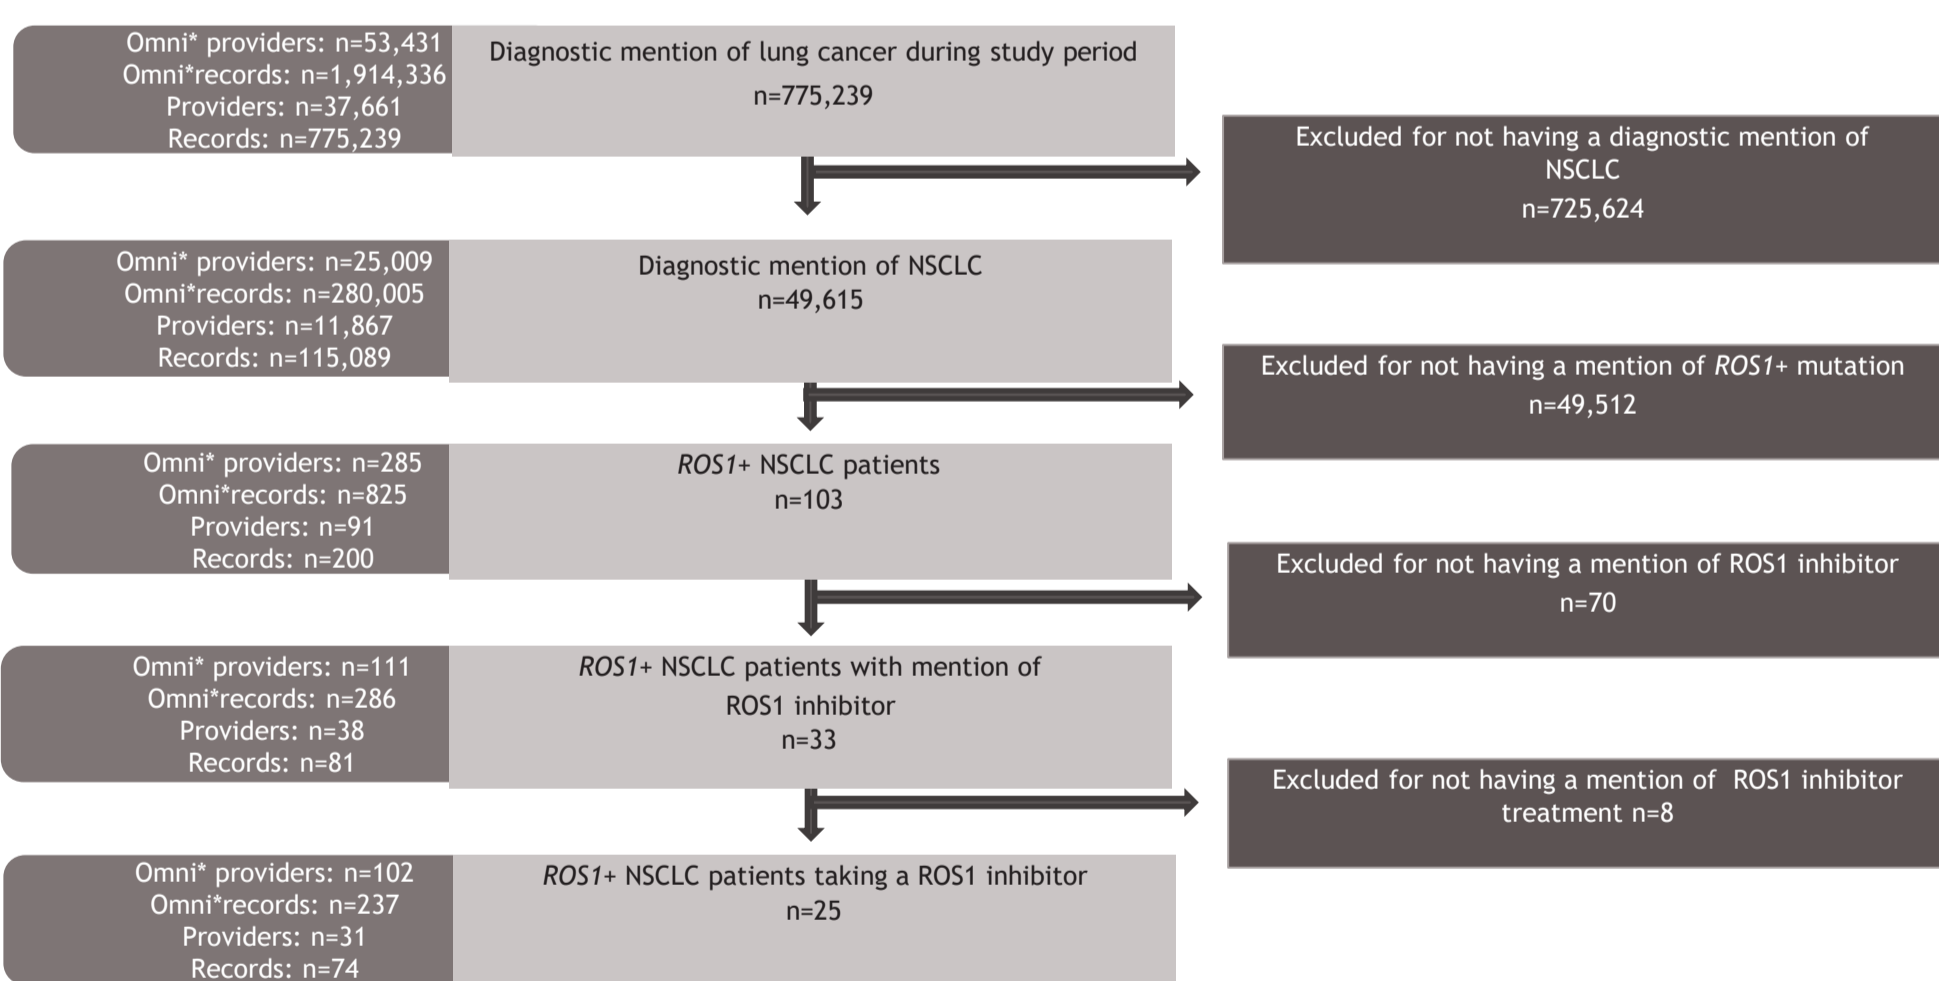 Omni* providers: n=53,431
Omni*records: n=1,914,336
Providers: n=37,661
Records: n=775,239
Diagnostic mention of lung cancer during study period
n=775,239
Excluded for not having a diagnostic mention of
NSCLC
n=725,624
Omni* providers: n=25,009
Omni*records: n=280,005
Providers: n=11,867
Records: n=115,089
Diagnostic mention of NSCLC
n=49,615
Excluded for not having a mention of ROS1+ mutation
n=49,512
Omni* providers: n=285
Omni*records: n=825
Providers: n=91
Records: n=200
ROS1+ NSCLC patients
n=103
Excluded for not having a mention of ROS1 inhibitor
n=70
Omni* providers: n=111
Omni*records: n=286
Providers: n=38
Records: n=81
ROS1+ NSCLC patients with mention of
ROS1 inhibitor
n=33
Excluded for not having a mention of  ROS1 inhibitor
treatment n=8
Omni* providers: n=102
Omni*records: n=237
Providers: n=31
Records: n=74
ROS1+ NSCLC patients taking a ROS1 inhibitor
n=25